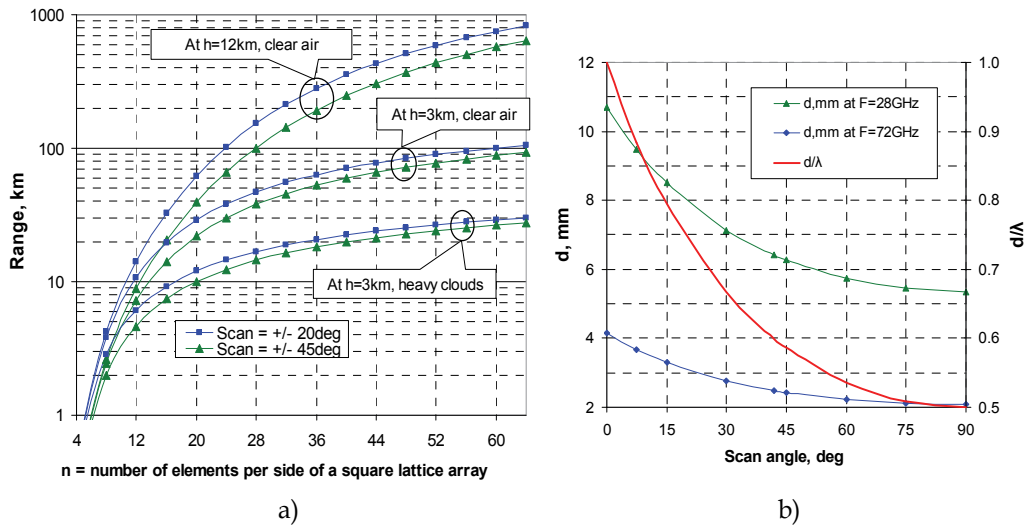 1000
100
10
1
Range, km
At h=12km, clear air
At h=3km, clear air
At h=3km, heavy clouds
Scan = +/- 20deg
Scan = +/- 45deg
4 12 20 28 36 44 52 60
n = number of elements per side of a square lattice array
a)
12
10
8
6
4
2
d, mm
d,mm at F=28GHz
d,mm at F=72GHz
d/λ
1.0
0.9
0.8
0.7
0.6
0.5
d/λ
0 15 30 45 60 75 90
Scan angle, deg
b)